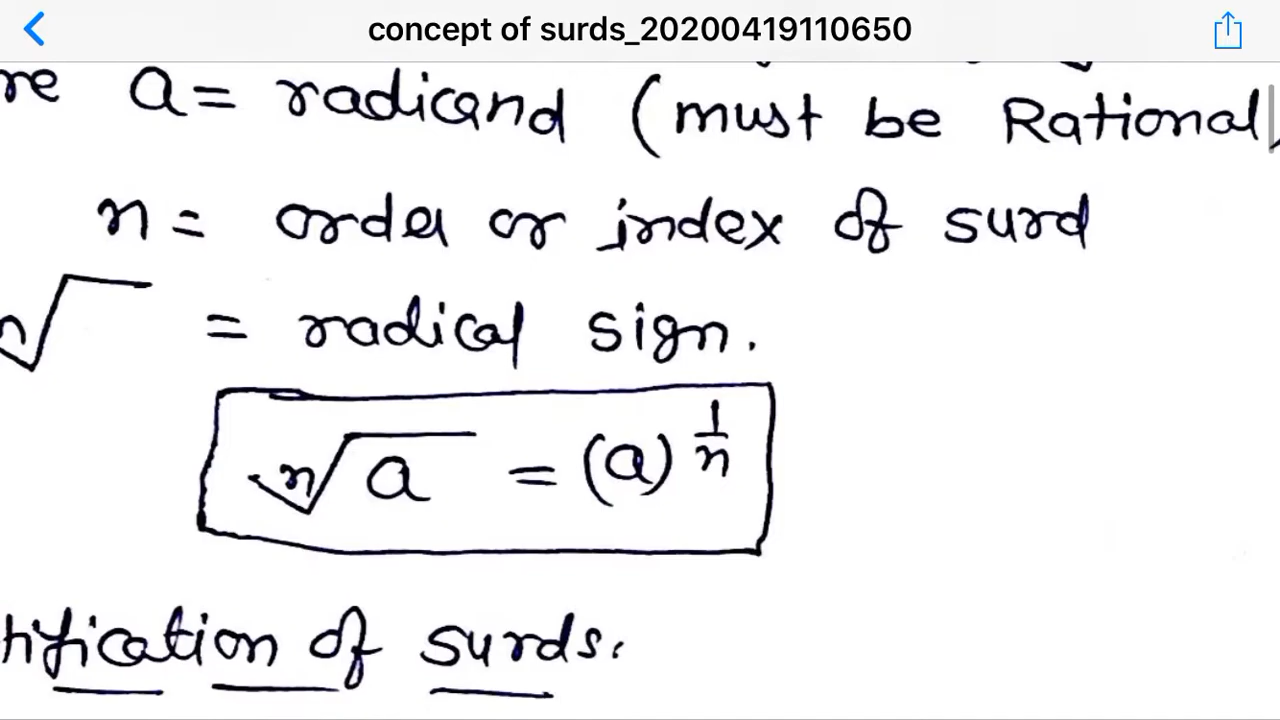 concept of surds_20200419110650
re a = radicand (must be Rational)
n = order or index of surd
n√ = radical sign.
ⁿ√a = (a)^1/n
tification of surds.